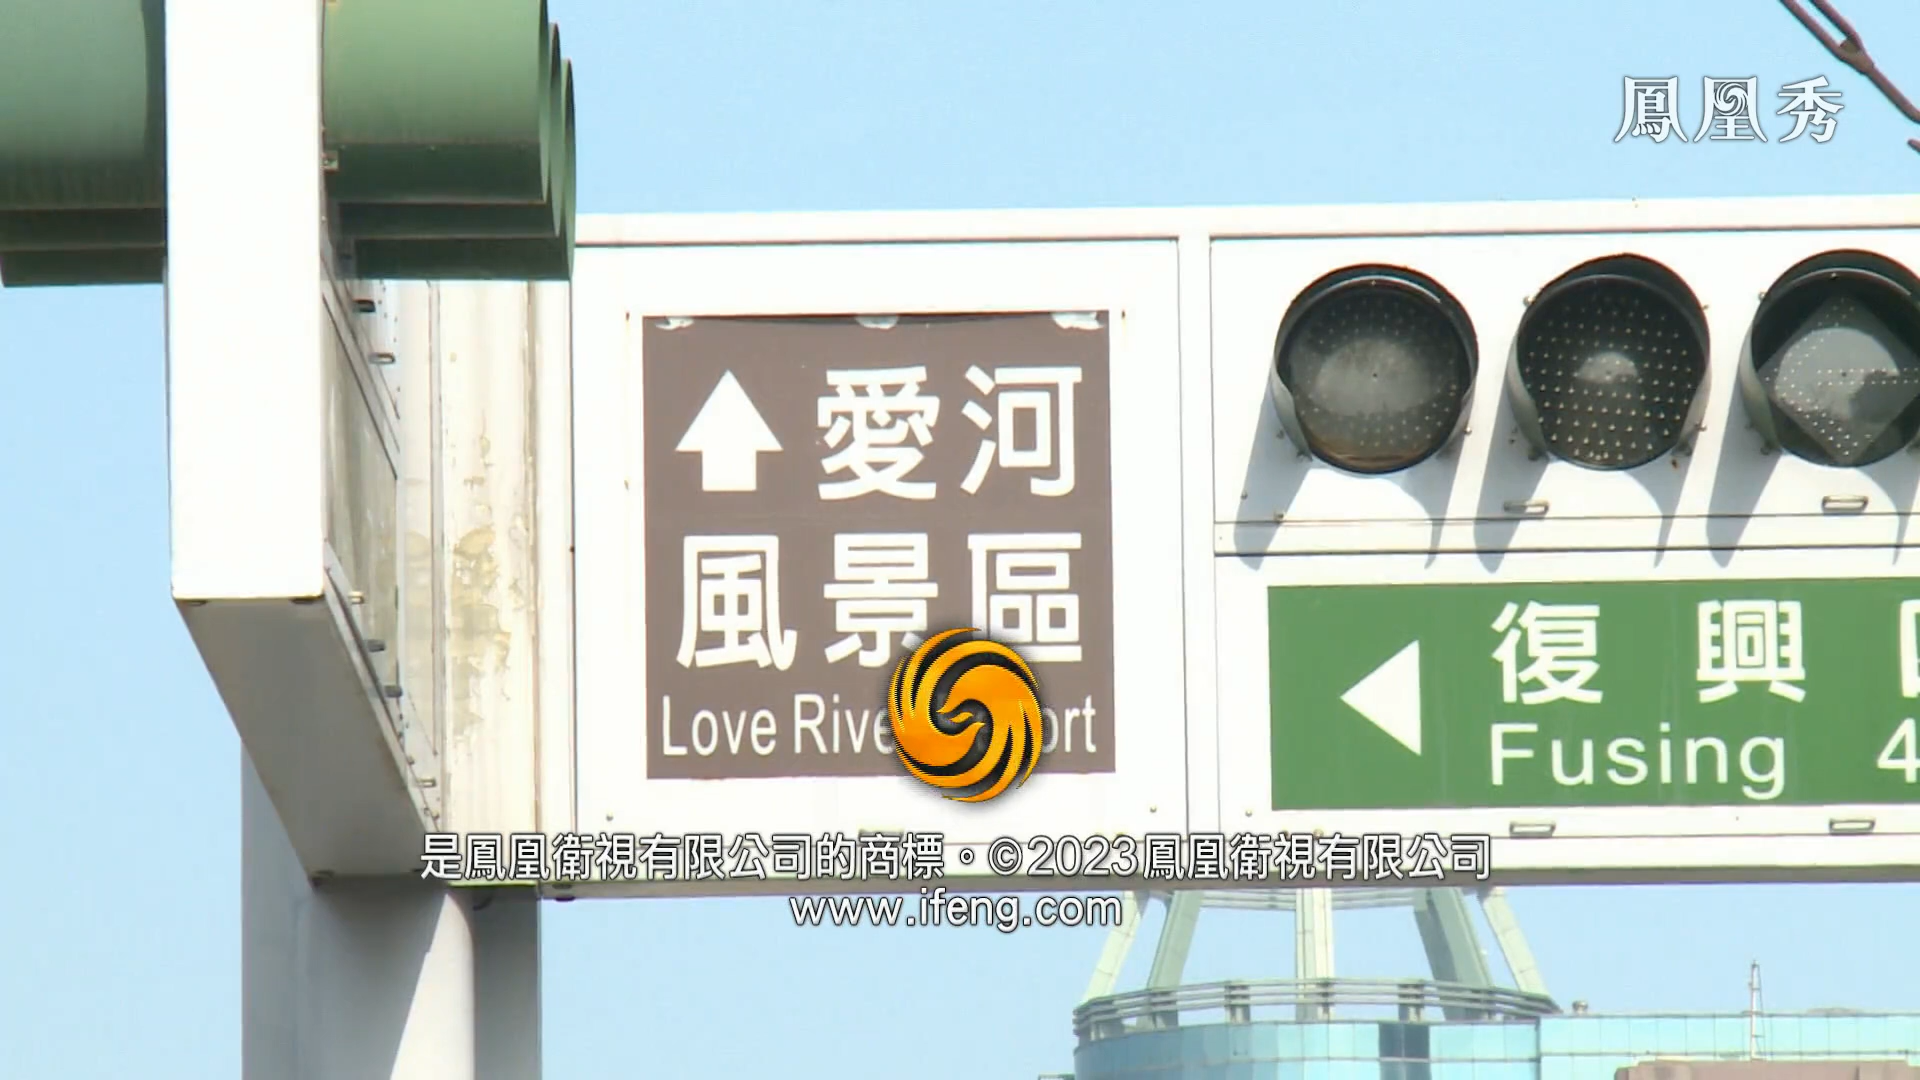 鳳凰秀
愛河
風景區
Love River
復興
Fusing 4
是鳳凰衛視有限公司的商標。©2023鳳凰衛視有限公司
www.ifeng.com